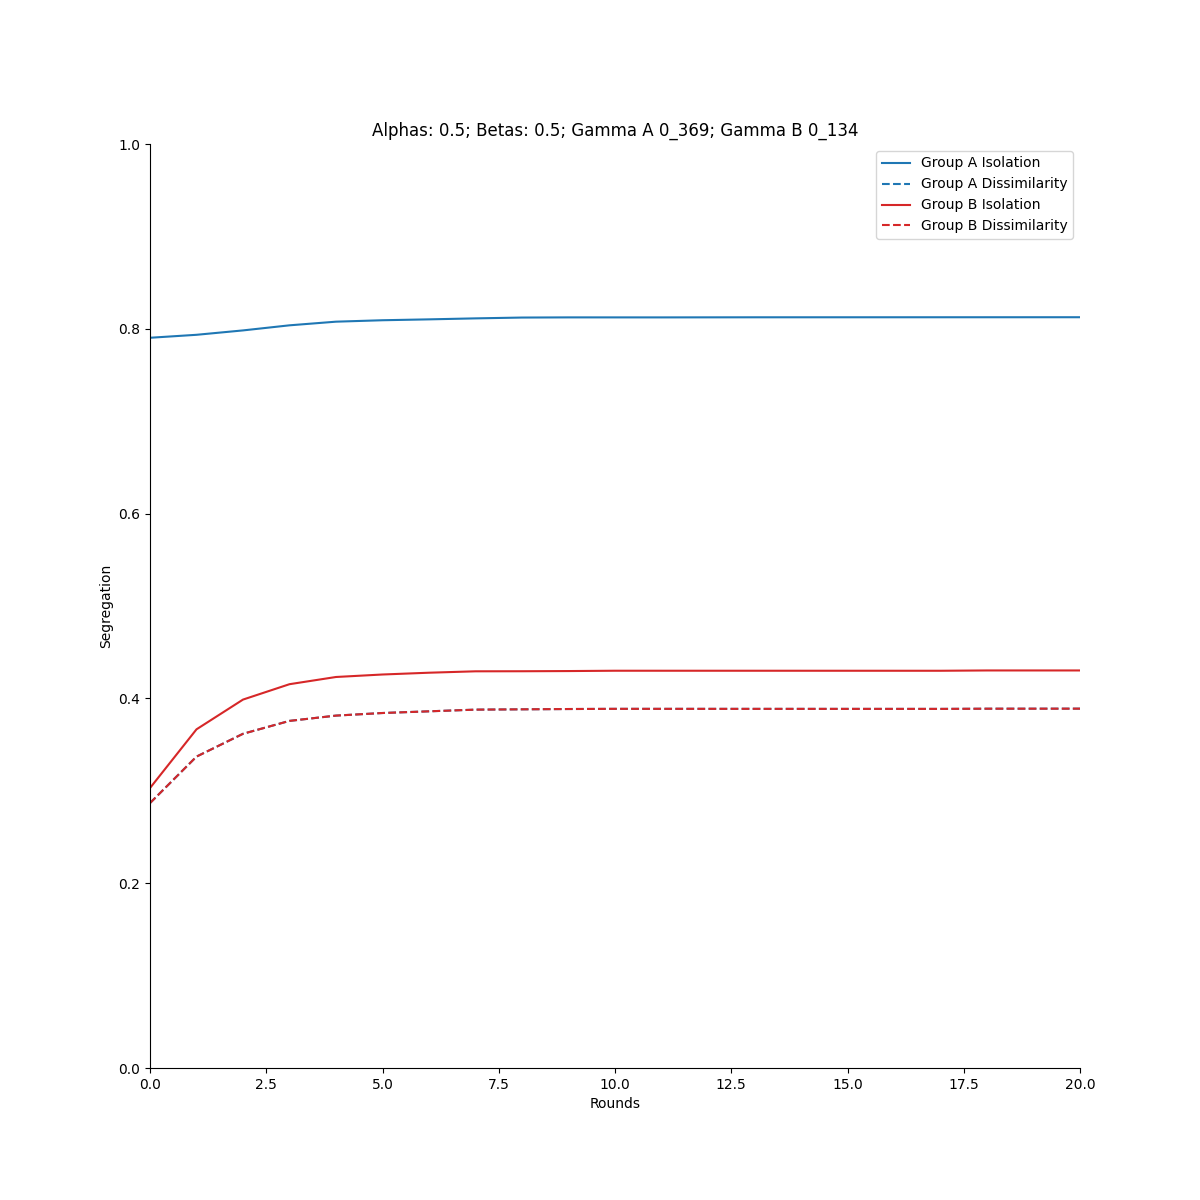 Alphas: 0.5; Betas: 0.5; Gamma A 0_369; Gamma B 0_134
1.0
0.8
0.6
0.4
0.2
0.0
Segregation
Group A Isolation
Group A Dissimilarity
Group B Isolation
Group B Dissimilarity
0.0 2.5 5.0 7.5 10.0 12.5 15.0 17.5 20.0
Rounds